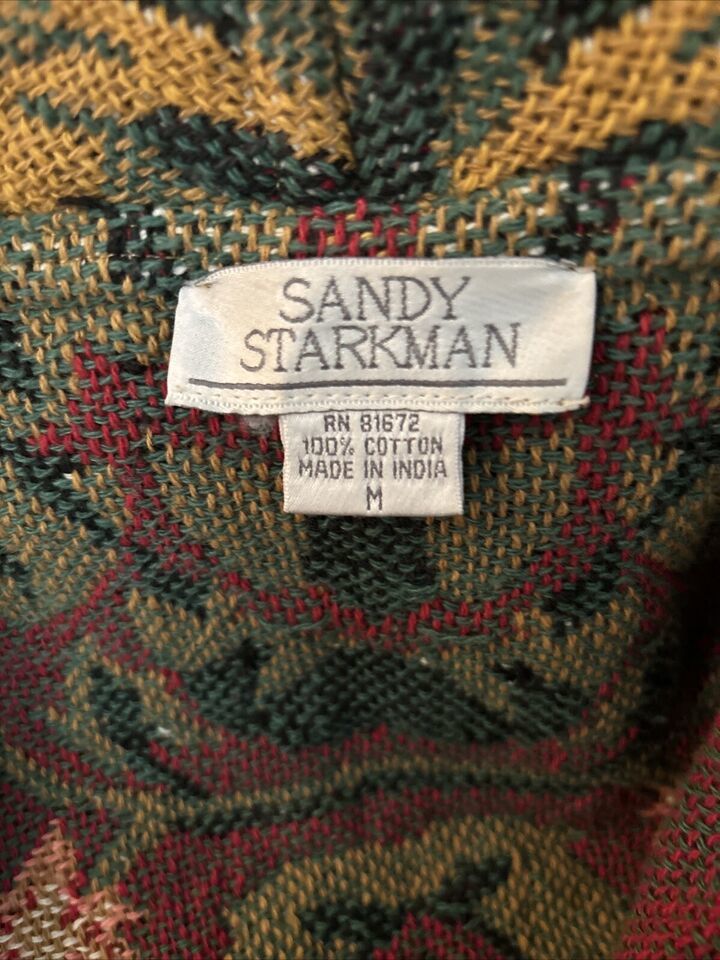 SANDY
STARKMAN
RN 81672
100% COTTON
MADE IN INDIA
M